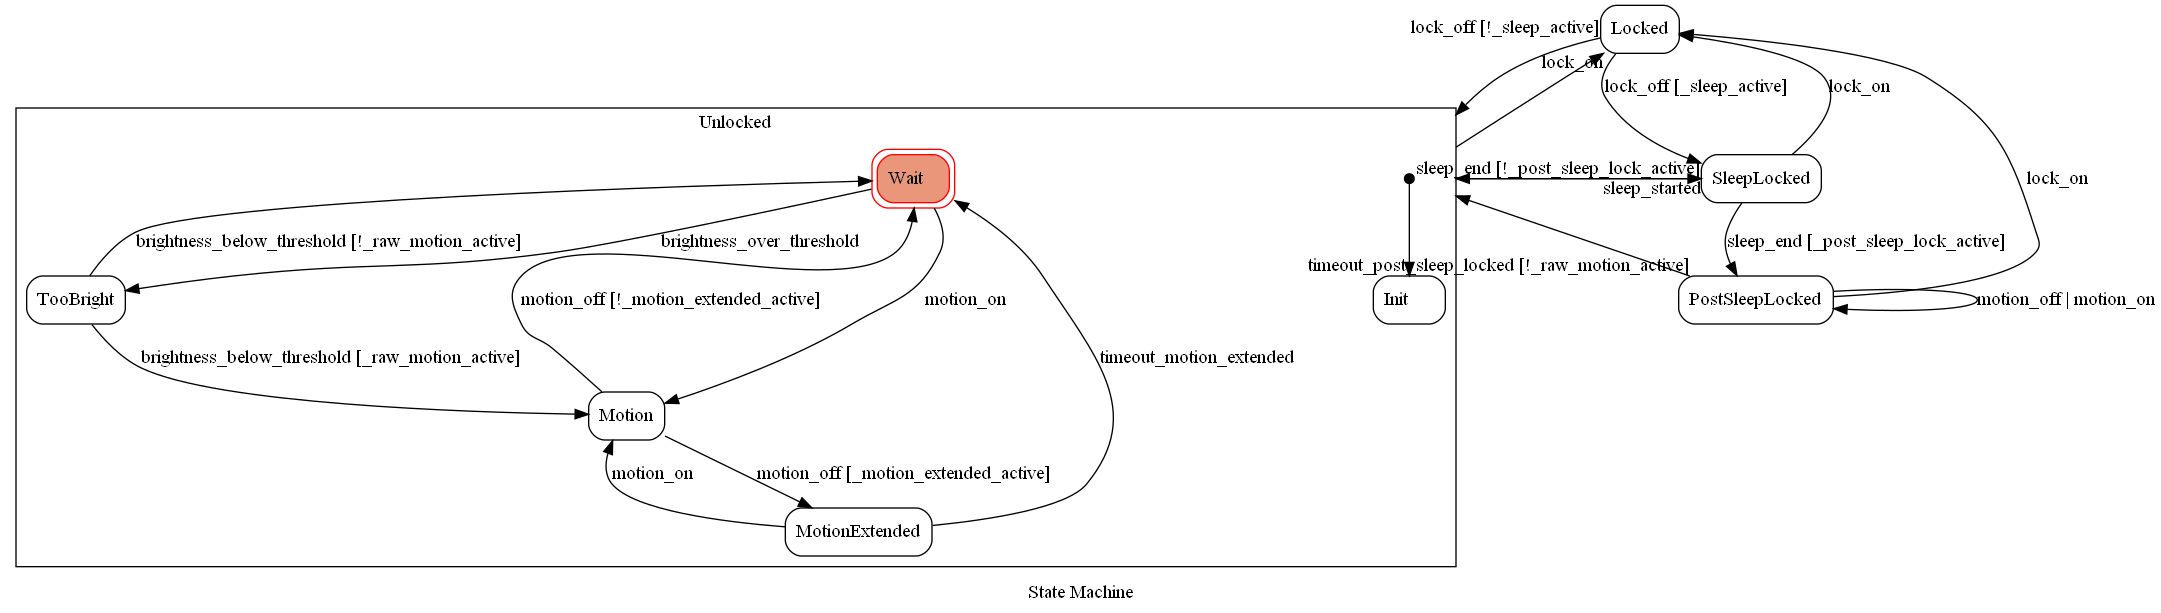 lock_off [!_sleep_active]
Locked
lock_on
lock_off [_sleep_active]
lock_on
Unlocked
sleep_end [!_post_sleep_lock_active]
Wait
SleepLocked
sleep_started
lock_on
brightness_below_threshold [!_raw_motion_active]
brightness_over_threshold
sleep_end [_post_sleep_lock_active]
timeout_post_sleep_locked [!_raw_motion_active]
TooBright
motion_off [!_motion_extended_active]
motion_on
Init
PostSleepLocked
motion_off | motion_on
brightness_below_threshold [_raw_motion_active]
timeout_motion_extended
Motion
motion_on
motion_off [_motion_extended_active]
MotionExtended
State Machine